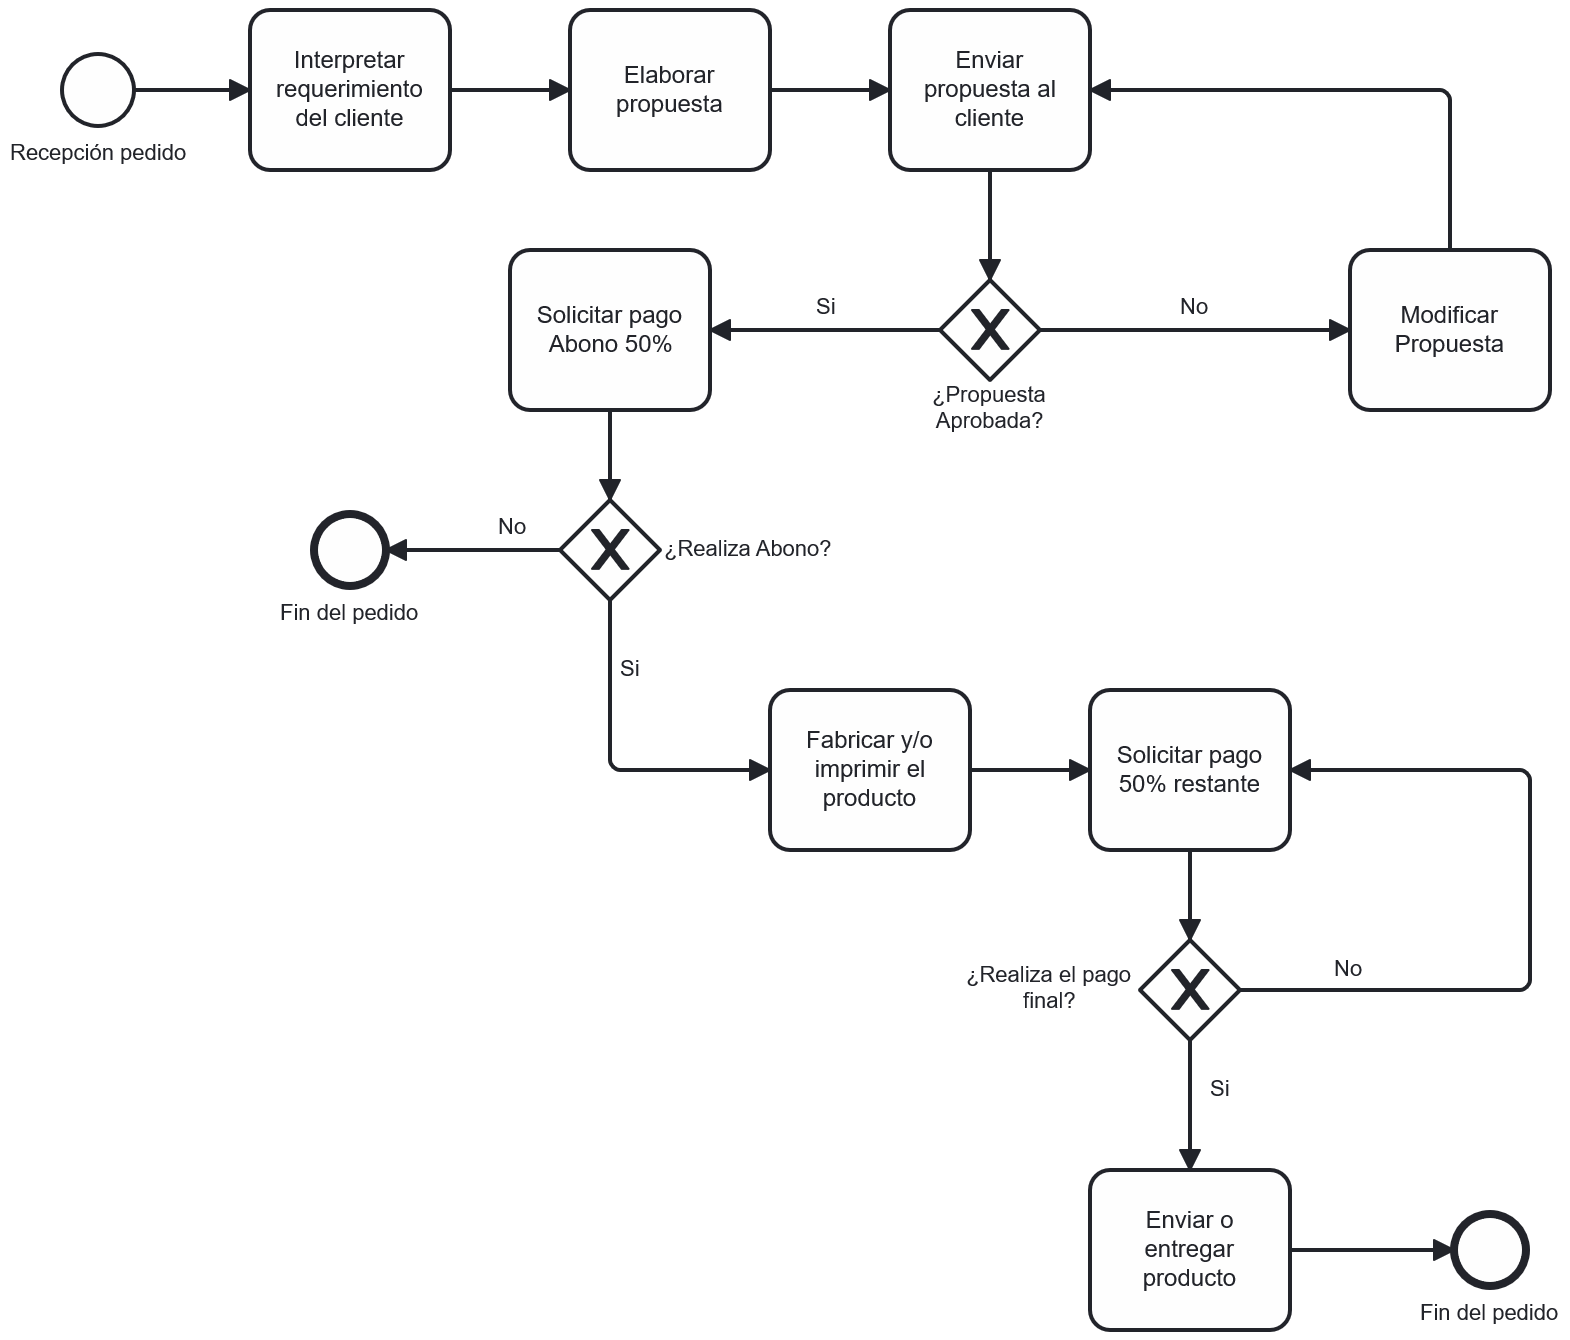 Interpretar
requerimiento
del cliente
Elaborar
propuesta
Enviar
propuesta al
cliente
Recepción pedido
Solicitar pago
Abono 50%
Si
X
No
Modificar
Propuesta
¿Propuesta
Aprobada?
No
X
¿Realiza Abono?
Fin del pedido
Si
Fabricar y/o
imprimir el
producto
Solicitar pago
50% restante
¿Realiza el pago
final?
X
No
Si
Enviar o
entregar
producto
Fin del pedido